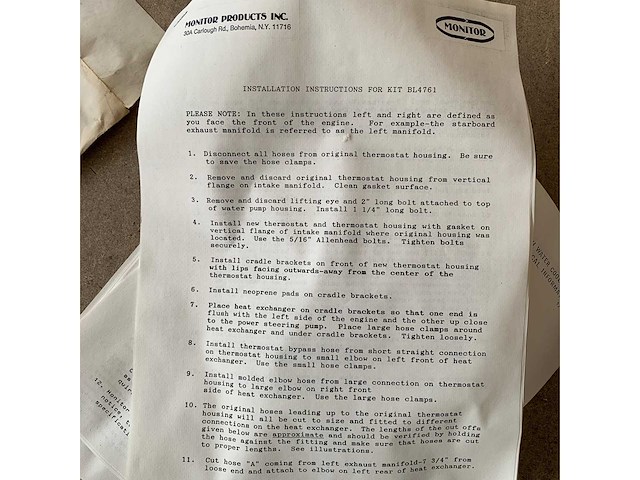 MONITOR PRODUCTS INC.
30A Carlough Rd., Bohemia, N.Y. 11716
MONITOR
INSTALLATION INSTRUCTIONS FOR KIT BL4761
PLEASE NOTE: In these instructions left and right are defined as
you face the front of the engine. For example-the starboard
exhaust manifold is referred to as the left manifold.
1. Disconnect all hoses from original thermostat housing. Be sure
to save the hose clamps.
2. Remove and discard original thermostat housing from vertical
flange on intake manifold. Clean gasket surface.
3. Remove and discard lifting eye and 2" long bolt attached to top
of water pump housing. Install 1 1/4" long bolt.
4. Install new thermostat and thermostat housing with gasket on
vertical flange of intake manifold where original housing was
located. Use the 5/16" Allenhead bolts. Tighten bolts
securely.
5. Install cradle brackets on front of new thermostat housing
with lips facing outwards-away from the center of the
thermostat housing.
6. Install neoprene pads on cradle brackets.
7. Place heat exchanger on cradle brackets so that one end is
flush with the left side of the engine and the other up close
to the power steering pump. Place large hose clamps around
heat exchanger and under cradle brackets. Tighten loosely.
8. Install thermostat bypass hose from short straight connection
on thermostat housing to small elbow on left front of heat
exchanger. Use the small hose clamps.
9. Install molded elbow hose from large connection on thermostat
housing to large elbow on right front
side of heat exchanger. Use the large hose clamps.
10. The original hoses leading up to the original thermostat
housing will all be cut to size and fitted to different
connections on the heat exchanger. The lengths of the cut offs
given below are approximate and should be verified by holding
the hose against the fitting and make sure that hoses are cut
to proper lengths. See illustrations.
11. Cut hose "A" coming from left exhaust manifold-7 3/4" from
loose end and attach to elbow on left rear of heat exchanger.
12.